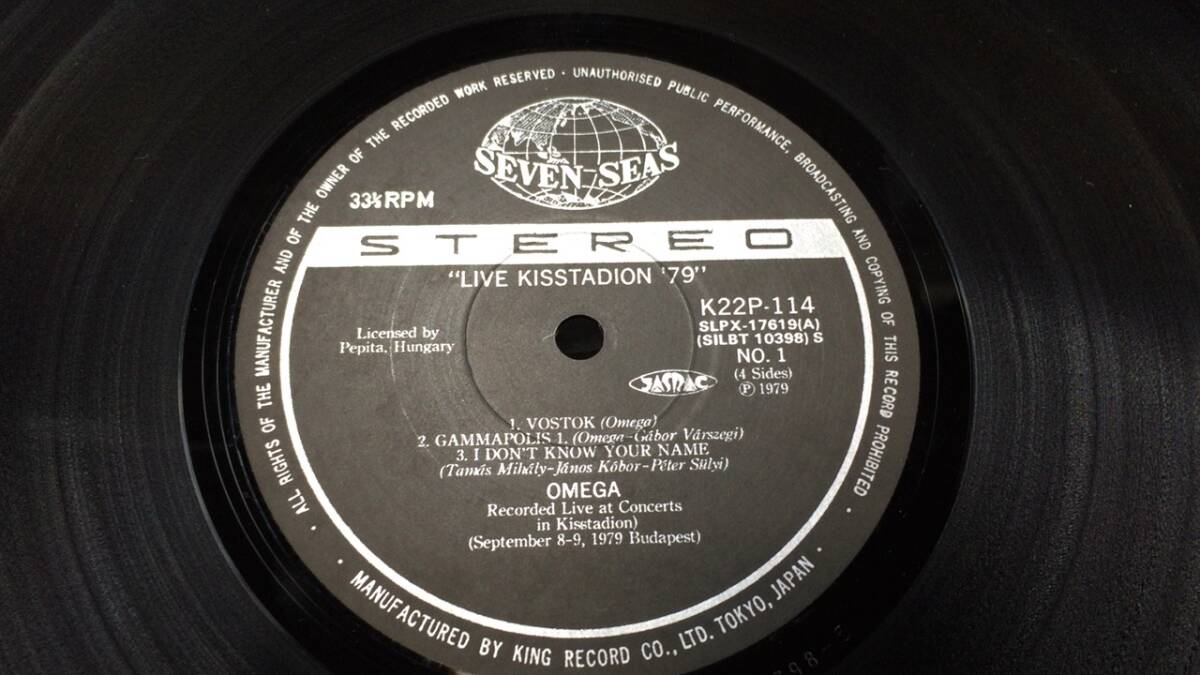 ALL RIGHTS OF THE MANUFACTURER AND OF THE OWNER OF THE RECORDED WORK RESERVED · UNAUTHORISED PUBLIC PERFORMANCE, BROADCASTING AND COPYING OF THIS RECORD PROHIBITED ·
SEVEN SEAS
33⅓ RPM
STEREO
"LIVE KISSTADION '79"
Licensed by
Pepita, Hungary
K22P-114
SLPX-17619(A)
(SILBT 10398) S
NO. 1
(4 Sides)
Ⓟ 1979
JASRAC
1. VOSTOK (Omega)
2. GAMMAPOLIS 1. (Omega-Gábor Várszegi)
3. I DON'T KNOW YOUR NAME
(Tamás Mihály-János Kóbor-Péter Sülyi)
OMEGA
Recorded Live at Concerts
in Kisstadion)
(September 8-9, 1979 Budapest)
· MANUFACTURED BY KING RECORD CO., LTD. TOKYO, JAPAN ·